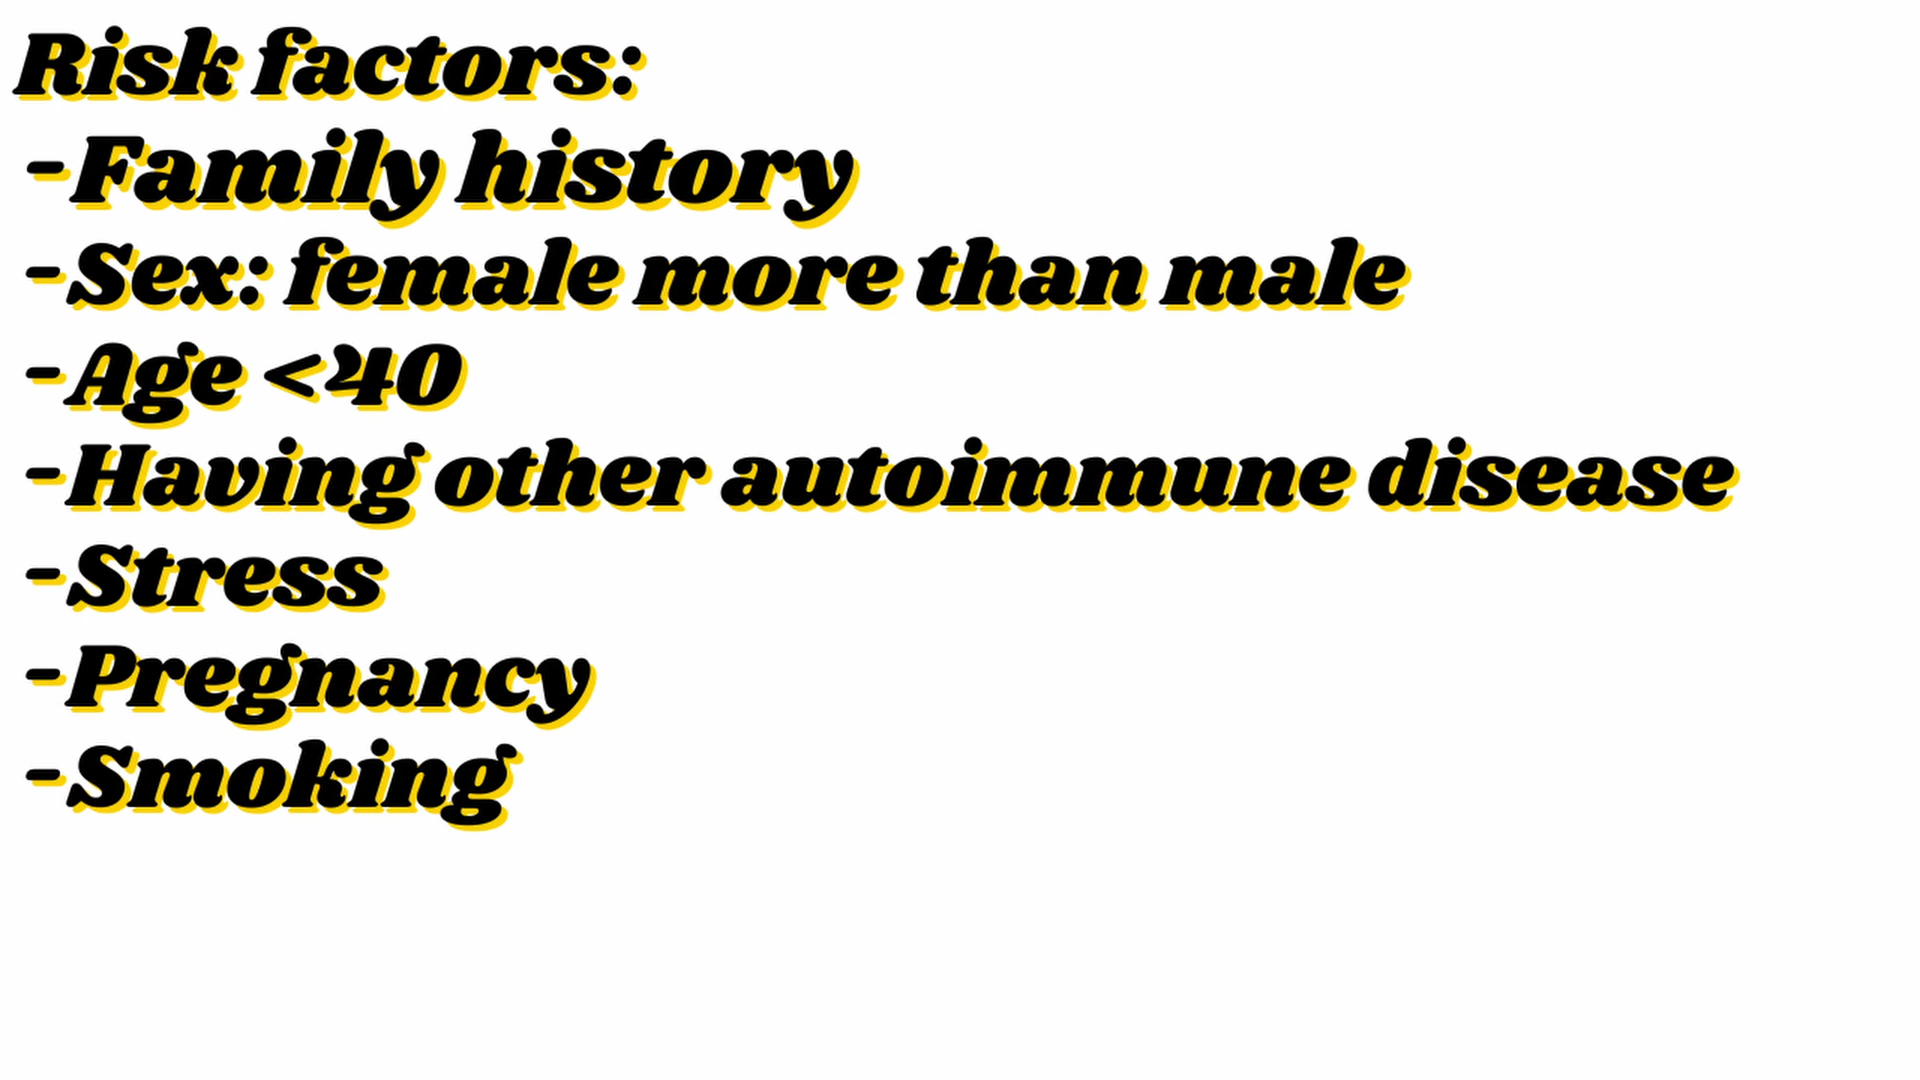 Risk factors:
-Family history
-Sex: female more than male
-Age <40
-Having other autoimmune disease
-Stress
-Pregnancy
-Smoking